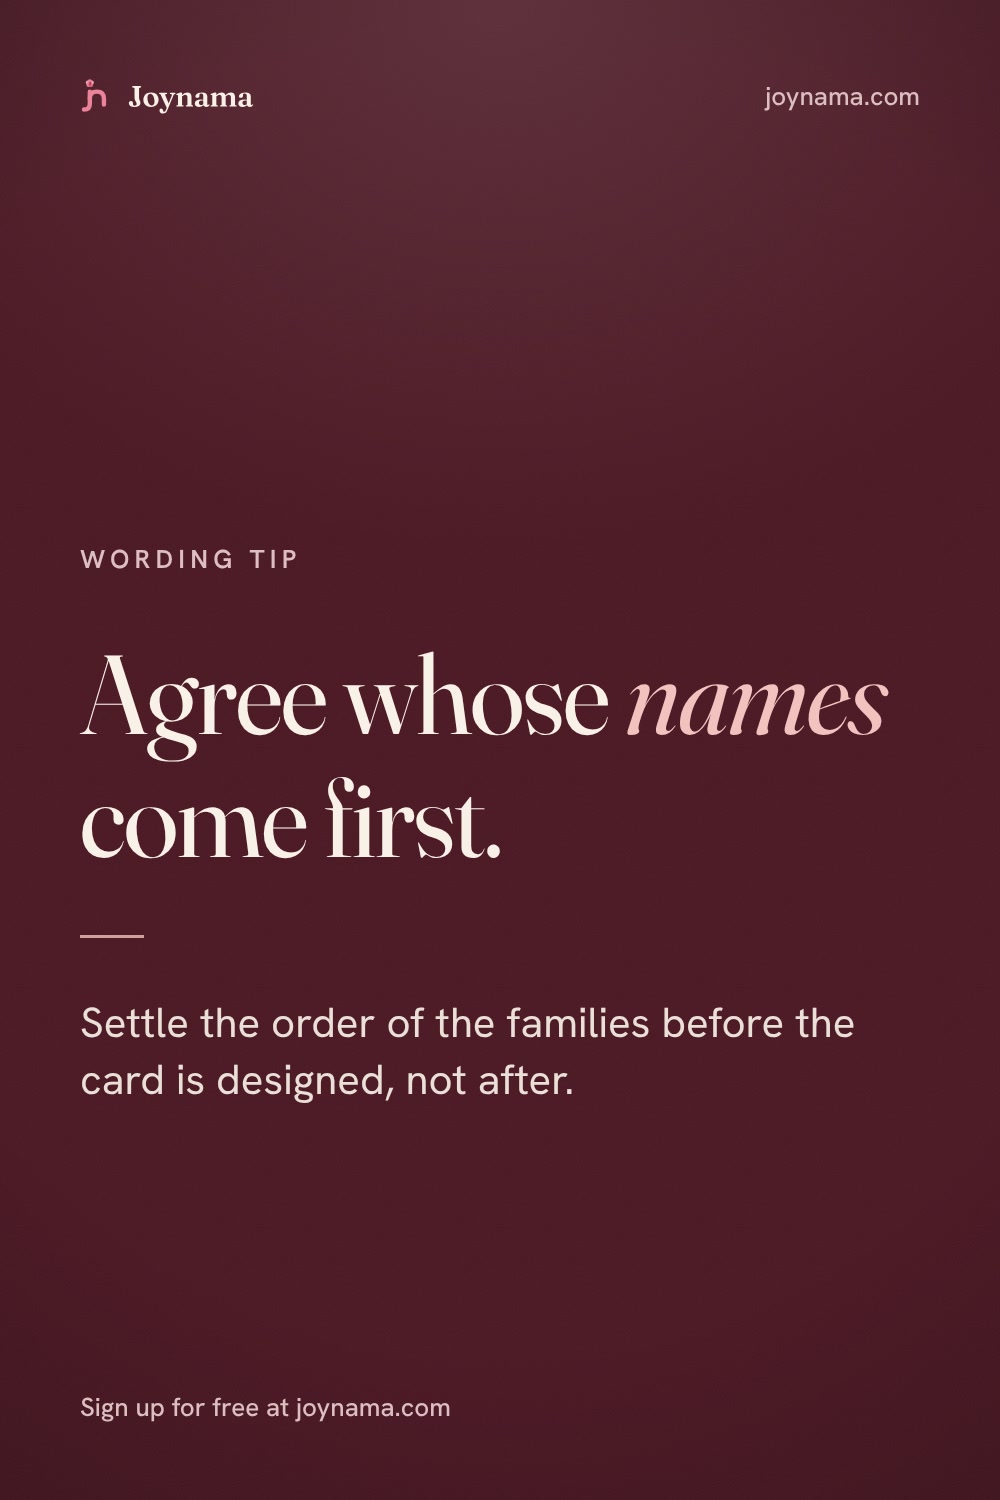 Joynama
joynama.com
WORDING TIP
Agree whose names
come first.
Settle the order of the families before the
card is designed, not after.
Sign up for free at joynama.com